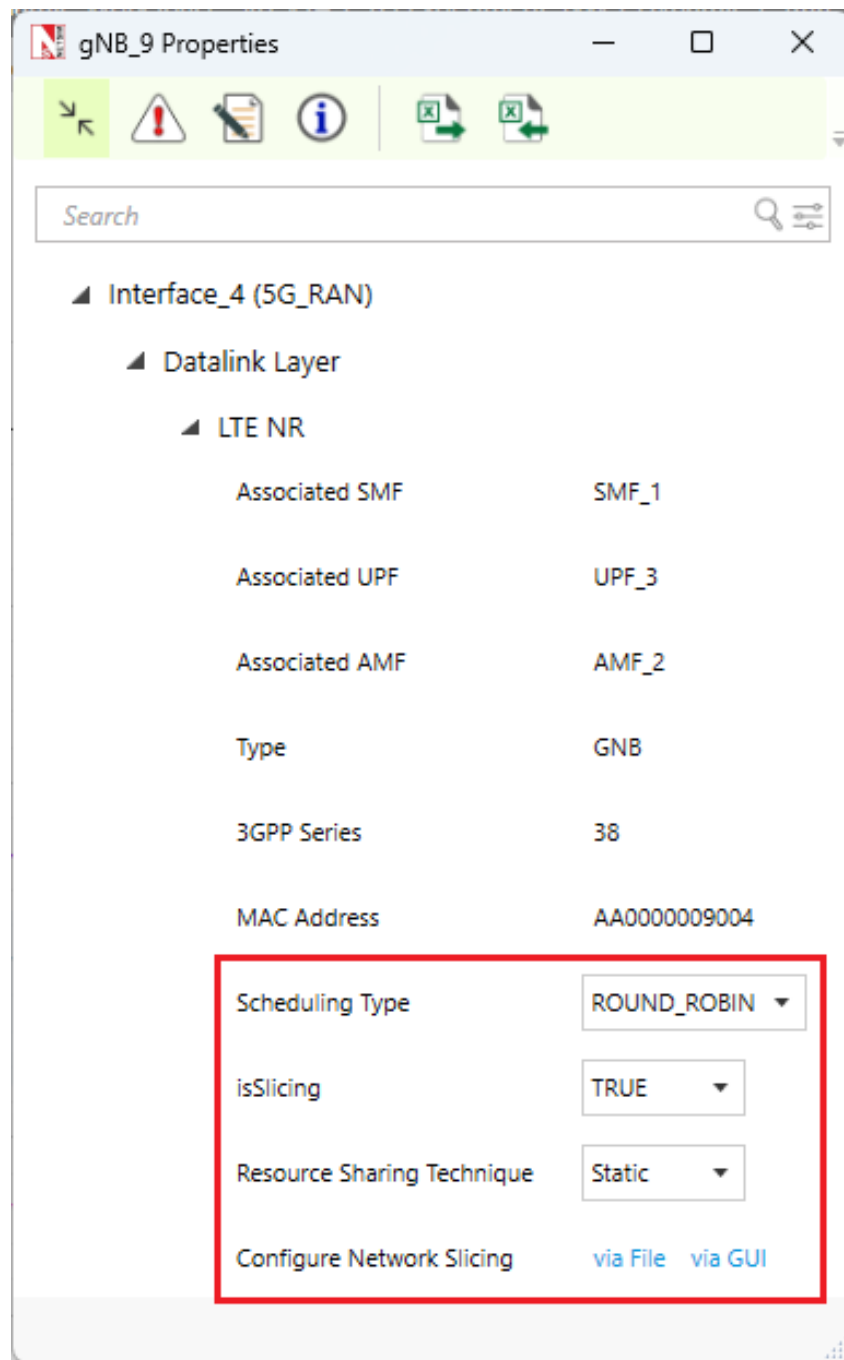 gNB_9 Properties
Search
Interface_4 (5G_RAN)
Datalink Layer
LTE NR
Associated SMF SMF_1
Associated UPF UPF_3
Associated AMF AMF_2
Type GNB
3GPP Series 38
MAC Address AA0000009004
Scheduling Type ROUND_ROBIN
isSlicing TRUE
Resource Sharing Technique Static
Configure Network Slicing via File via GUI